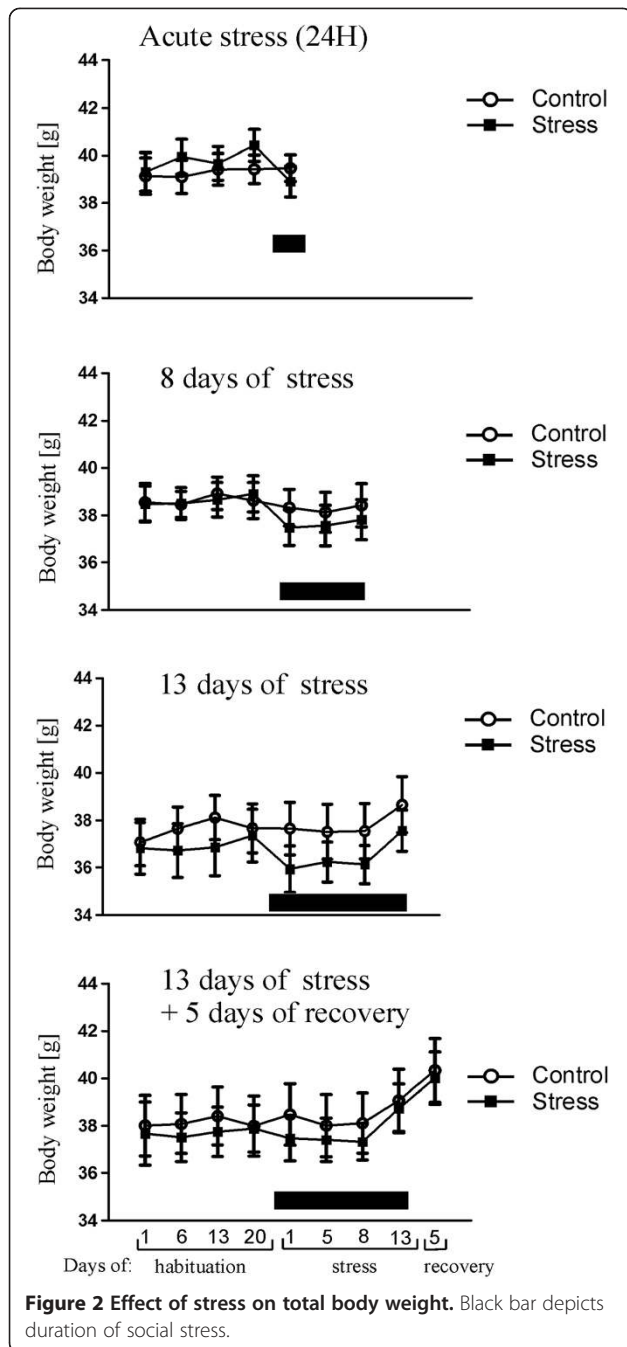 Acute stress (24H)
44
42
40
38
36
34
Body weight [g]
Control
Stress
8 days of stress
44
42
40
38
36
34
Body weight [g]
Control
Stress
13 days of stress
44
42
40
38
36
34
Body weight [g]
Control
Stress
13 days of stress
+ 5 days of recovery
44
42
40
38
36
34
Body weight [g]
Control
Stress
1 6 13 20 1 5 8 13 5
Days of: habituation stress recovery
Figure 2 Effect of stress on total body weight. Black bar depicts
duration of social stress.